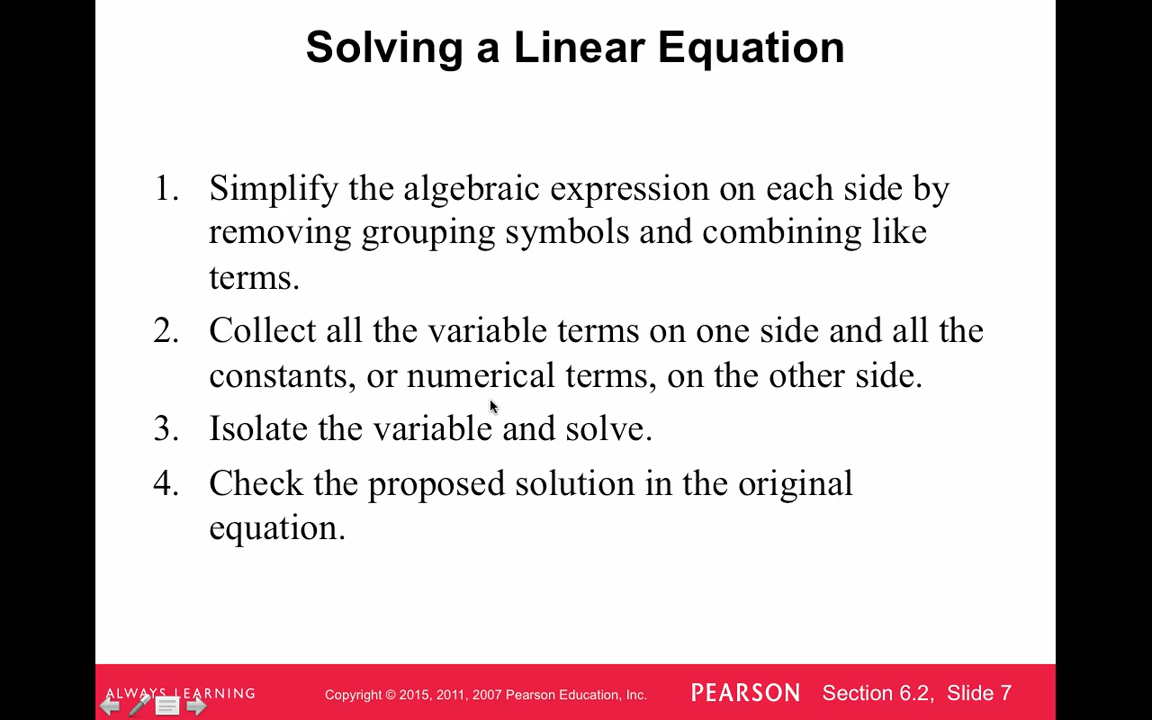 Solving a Linear Equation
1. Simplify the algebraic expression on each side by
removing grouping symbols and combining like
terms.
2. Collect all the variable terms on one side and all the
constants, or numerical terms, on the other side.
3. Isolate the variable and solve.
4. Check the proposed solution in the original
equation.
ALWAYS LEARNING Copyright © 2015, 2011, 2007 Pearson Education, Inc. PEARSON Section 6.2, Slide 7